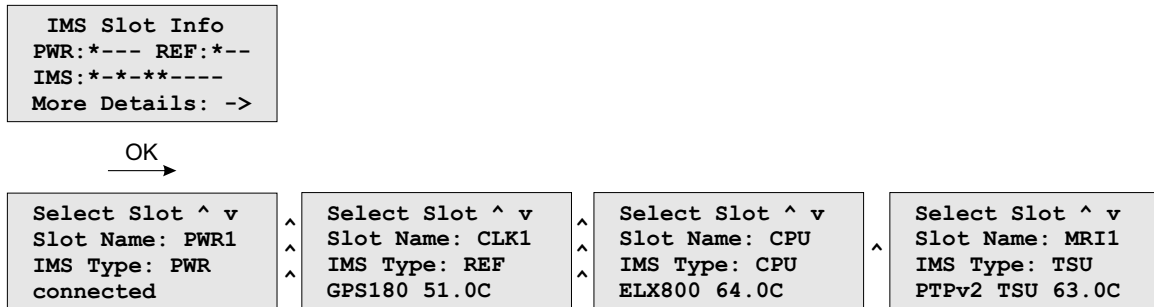 IMS Slot Info
PWR:*--- REF:*--
IMS:*-*-**----
More Details: ->
OK
Select Slot ^ v
Slot Name: PWR1
IMS Type: PWR
connected
^
^
^
Select Slot ^ v
Slot Name: CLK1
IMS Type: REF
GPS180 51.0C
^
^
^
Select Slot ^ v
Slot Name: CPU
IMS Type: CPU
ELX800 64.0C
^
Select Slot ^ v
Slot Name: MRI1
IMS Type: TSU
PTPv2 TSU 63.0C